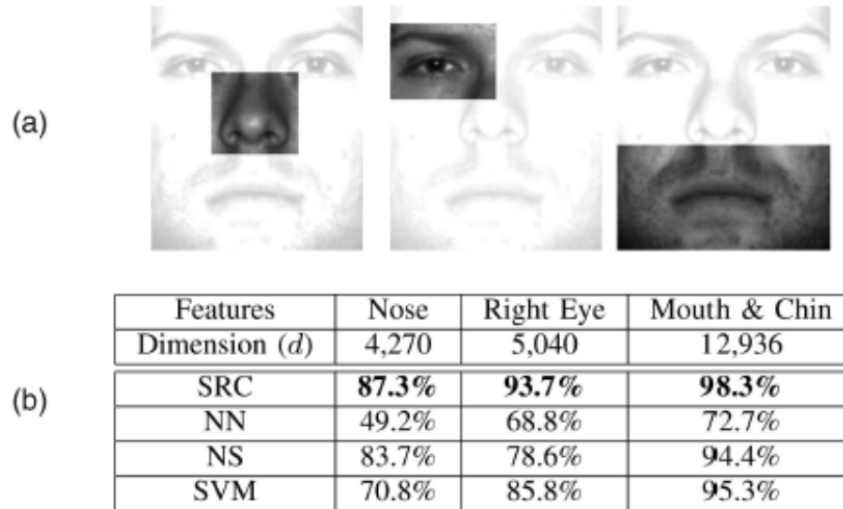 (a)
Features Nose Right Eye Mouth & Chin
Dimension (d) 4,270 5,040 12,936
(b)
SRC 87.3% 93.7% 98.3%
NN 49.2% 68.8% 72.7%
NS 83.7% 78.6% 94.4%
SVM 70.8% 85.8% 95.3%